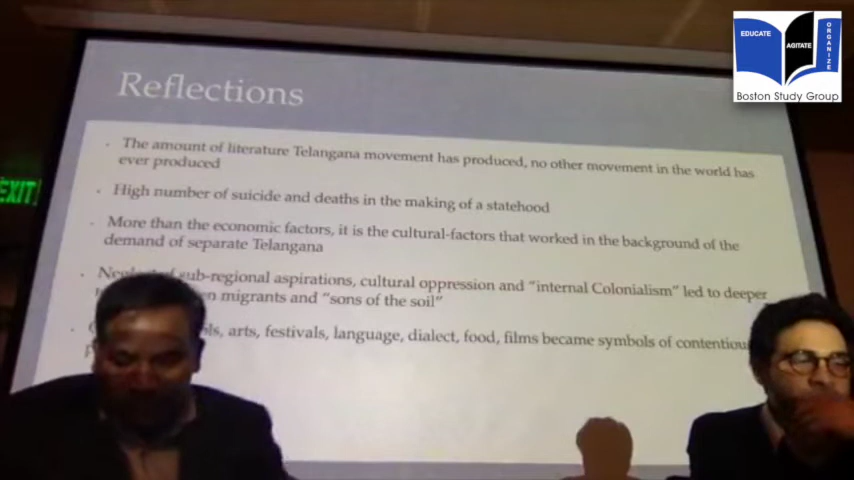 EDUCATE
AGITATE
ORGANIZE
Boston Study Group
EXIT
Reflections
The amount of literature Telangana movement has produced, no other movement in the world has
ever produced
High number of suicide and deaths in the making of a statehood
More than the economic factors, it is the cultural-factors that worked in the background of the
demand of separate Telangana
sub-regional aspirations, cultural oppression and "internal Colonialism" led to deeper
migrants and "sons of the soil"
arts, festivals, language, dialect, food, films became symbols of contentious